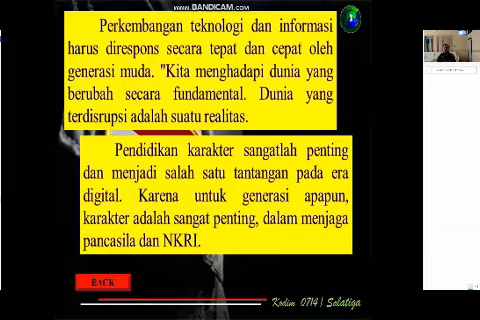 WWW.BANDICAM.COM
Perkembangan teknologi dan informasi
harus direspons secara tepat dan cepat oleh
generasi muda. "Kita menghadapi dunia yang
berubah secara fundamental. Dunia yang
terdisrupsi adalah suatu realitas.
Pendidikan karakter sangatlah penting
dan menjadi salah satu tantangan pada era
digital. Karena untuk generasi apapun,
karakter adalah sangat penting, dalam menjaga
pancasila dan NKRI.
BACK
Kodim 0714 | Salatiga